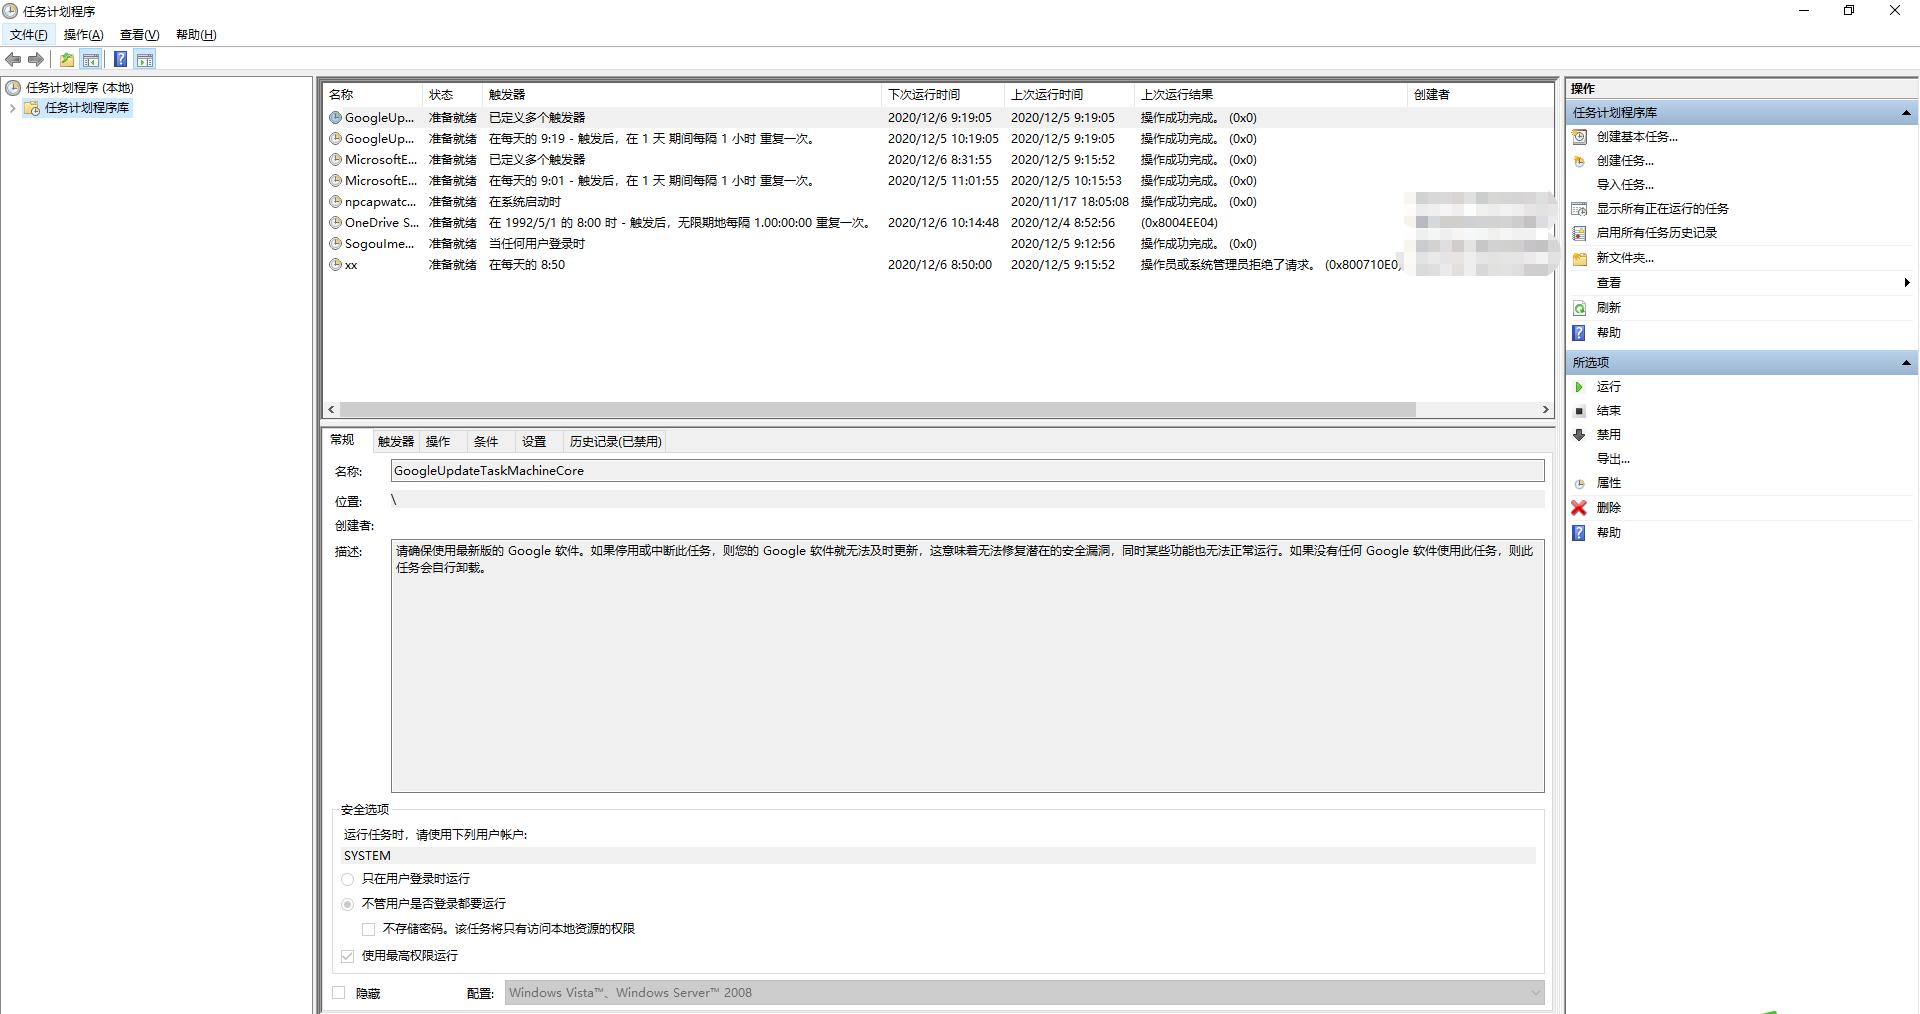 任务计划程序
文件(F) 操作(A) 查看(V) 帮助(H)
任务计划程序 (本地)
任务计划程序库
名称 状态 触发器 下次运行时间 上次运行时间 上次运行结果 创建者
GoogleUp... 准备就绪 已定义多个触发器 2020/12/6 9:19:05 2020/12/5 9:19:05 操作成功完成。 (0x0)
GoogleUp... 准备就绪 在每天的 9:19 - 触发后，在 1 天 期间每隔 1 小时 重复一次。 2020/12/5 10:19:05 2020/12/5 9:19:05 操作成功完成。 (0x0)
MicrosoftE... 准备就绪 已定义多个触发器 2020/12/6 8:31:55 2020/12/5 9:15:52 操作成功完成。 (0x0)
MicrosoftE... 准备就绪 在每天的 9:01 - 触发后，在 1 天 期间每隔 1 小时 重复一次。 2020/12/5 11:01:55 2020/12/5 10:15:53 操作成功完成。 (0x0)
npcapwatc... 准备就绪 在系统启动时 2020/11/17 18:05:08 操作成功完成。 (0x0)
OneDrive S... 准备就绪 在 1992/5/1 的 8:00 时 - 触发后，无限期地每隔 1.00:00:00 重复一次。 2020/12/6 10:14:48 2020/12/4 8:52:56 (0x8004EE04)
SogouIme... 准备就绪 当任何用户登录时 2020/12/5 9:12:56 操作成功完成。 (0x0)
xx 准备就绪 在每天的 8:50 2020/12/6 8:50:00 2020/12/5 9:15:52 操作员或系统管理员拒绝了请求。 (0x800710E0)
常规 触发器 操作 条件 设置 历史记录(已禁用)
名称: GoogleUpdateTaskMachineCore
位置: \
创建者:
描述: 请确保使用最新版的 Google 软件。如果停用或中断此任务，则您的 Google 软件就无法及时更新，这意味着无法修复潜在的安全漏洞，同时某些功能也无法正常运行。如果没有任何 Google 软件使用此任务，则此
任务会自行卸载。
安全选项
运行任务时，请使用下列用户帐户:
SYSTEM
只在用户登录时运行
不管用户是否登录都要运行
不存储密码。该任务将只有访问本地资源的权限
使用最高权限运行
隐藏 配置: Windows Vista™、Windows Server™ 2008
操作
任务计划程序库
创建基本任务...
创建任务...
导入任务...
显示所有正在运行的任务
启用所有任务历史记录
新文件夹...
查看
刷新
帮助
所选项
运行
结束
禁用
导出...
属性
删除
帮助